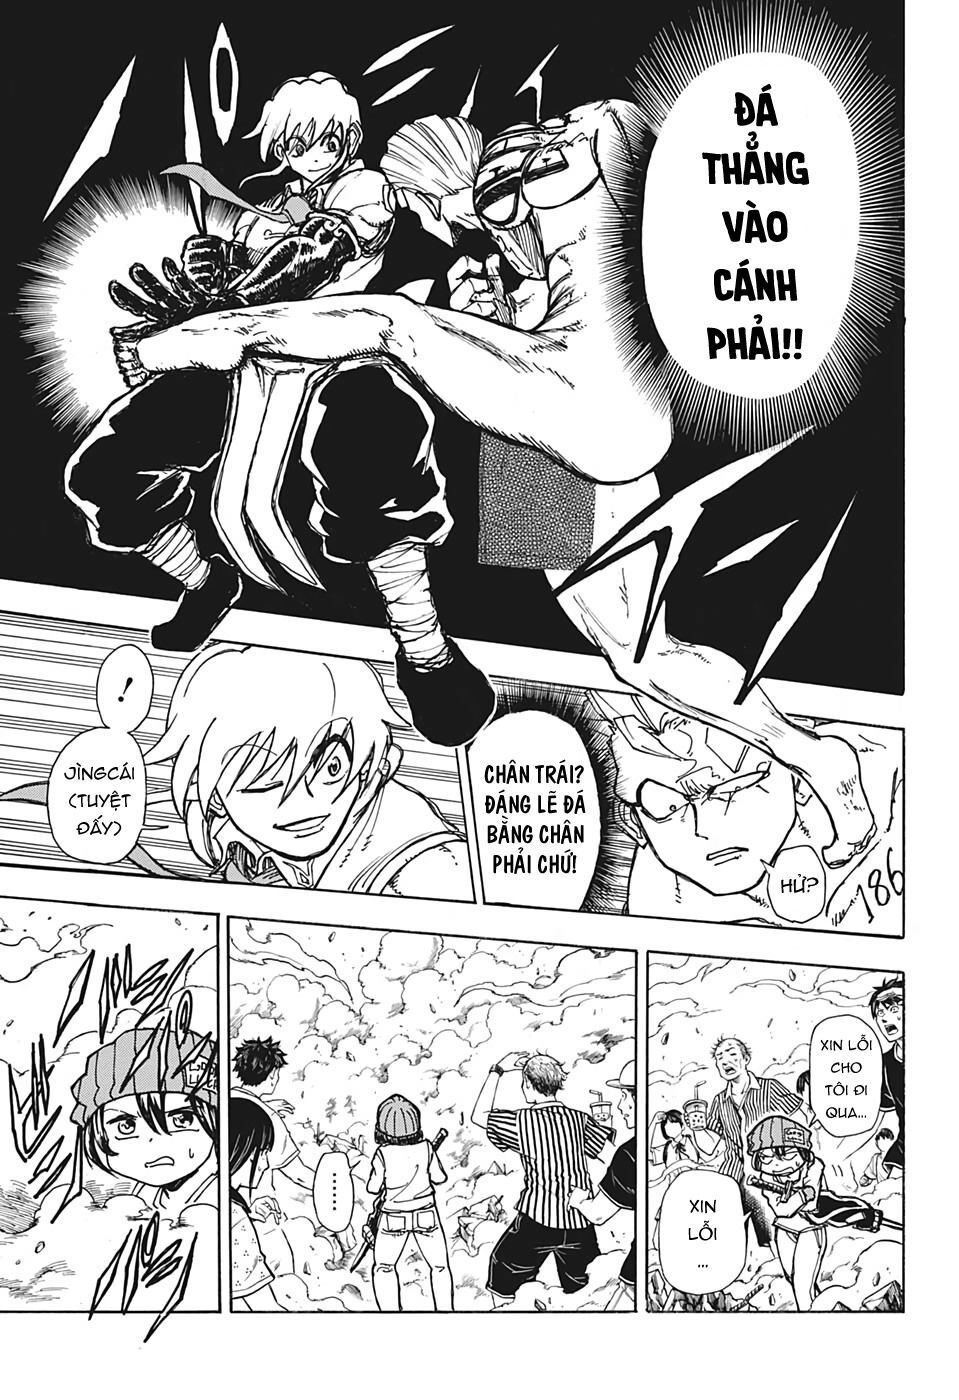 ĐÁ
THẲNG
VÀO
CÁNH
PHẢI!!
HỬ?
CHÂN TRÁI?
ĐÁNG LẼ ĐÁ
BẰNG CHÂN
PHẢI CHỨ!
!
JÌNGCÁI
(TUYỆT
ĐẤY)
186
XIN LỖI
CHO
TÔI ĐI
QUA...
XIN
LỖI
...
......